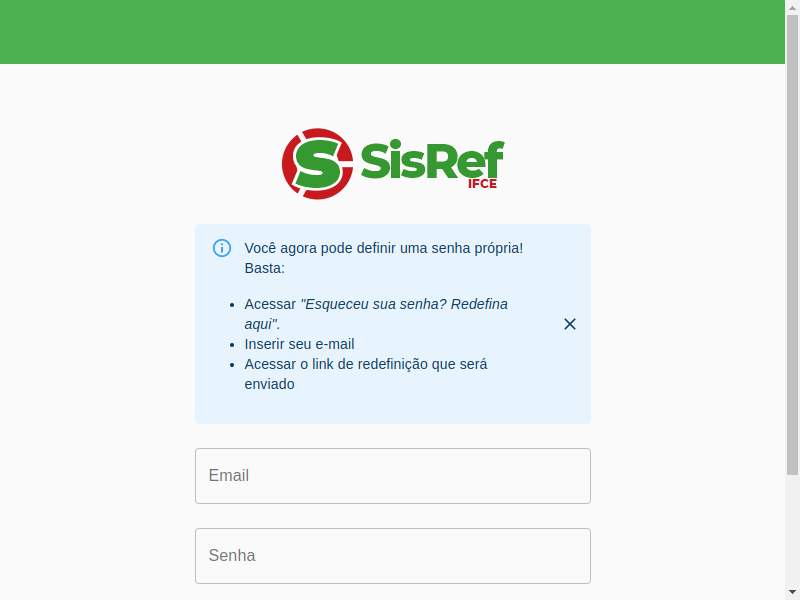 SisRef
IFCE
Você agora pode definir uma senha própria!
Basta:
Acessar "Esqueceu sua senha? Redefina
aqui".
Inserir seu e-mail
Acessar o link de redefinição que será
enviado
Email
Senha